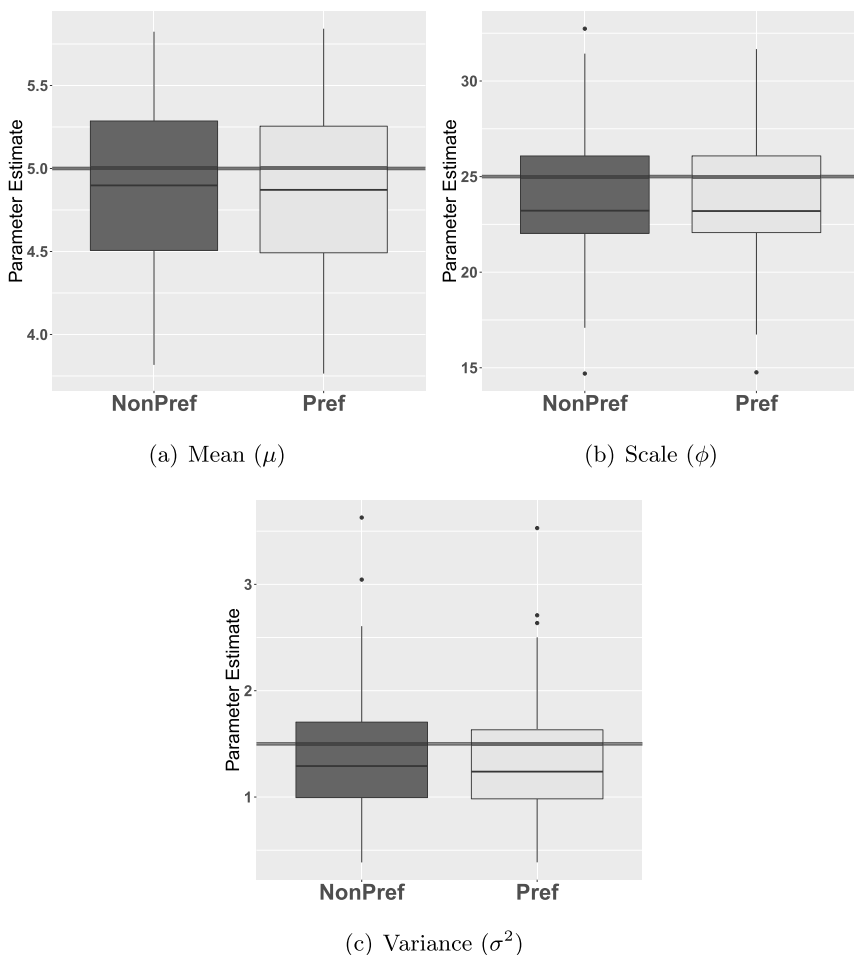 Parameter Estimate
5.5
5.0
4.5
4.0
NonPref Pref
(a) Mean (μ)
Parameter Estimate
30
25
20
15
NonPref Pref
(b) Scale (ϕ)
Parameter Estimate
3
2
1
NonPref Pref
(c) Variance (σ²)